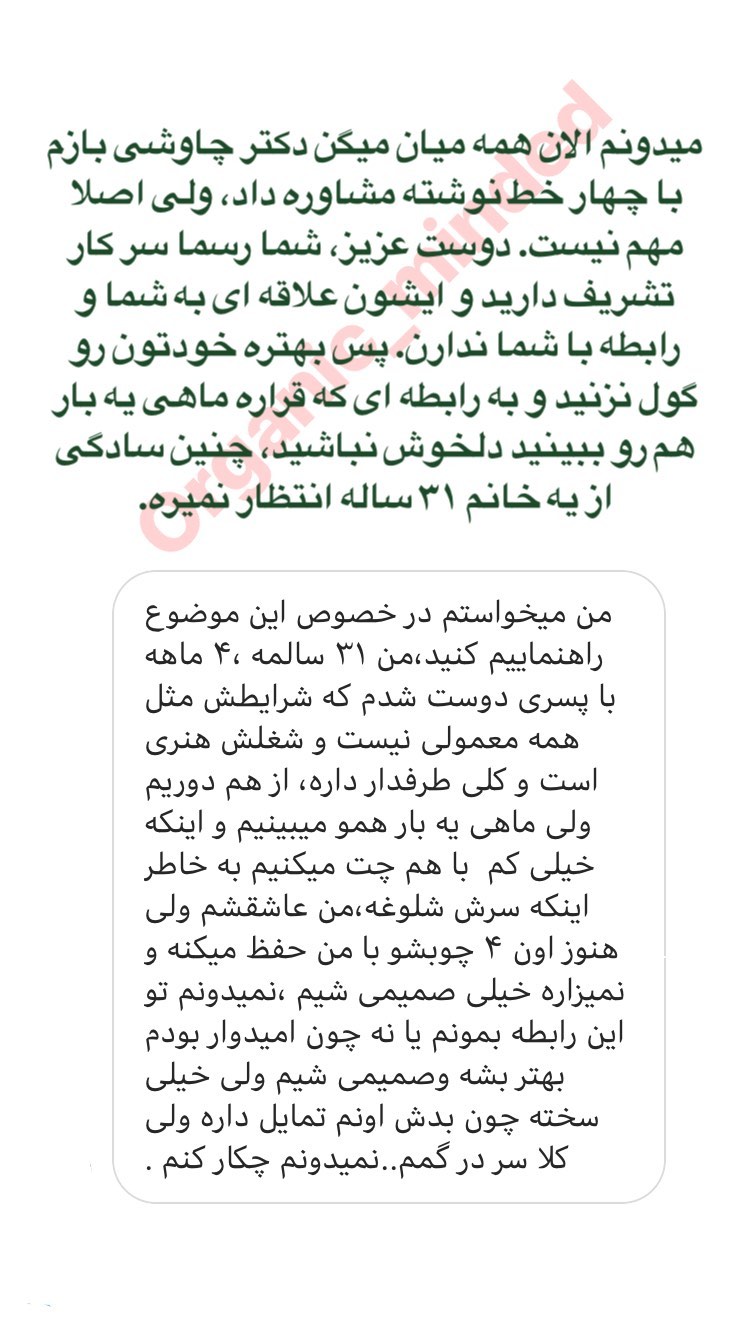 میدونم الان همه میان میگن دکتر چاوشی بازم
با چهار خط نوشته مشاوره داد، ولی اصلا
مهم نیست. دوست عزیز، شما رسما سر کار
تشریف دارید و ایشون علاقه ای به شما و
رابطه با شما ندارن. پس بهتره خودتون رو
گول نزنید و به رابطه ای که قراره ماهی یه بار
هم رو ببینید دلخوش نباشید، چنین سادگی
از یه خانم ۳۱ ساله انتظار نمیره.
Organic_minded
من میخواستم در خصوص این موضوع
راهنماییم کنید،من ۳۱ سالمه ،۴ ماهه
با پسری دوست شدم که شرایطش مثل
همه معمولی نیست و شغلش هنری
است و کلی طرفدار داره، از هم دوریم
ولی ماهی یه بار همو میبینیم و اینکه
خیلی کم با هم چت میکنیم به خاطر
اینکه سرش شلوغه،من عاشقشم ولی
هنوز اون ۴ چوبشو با من حفظ میکنه و
نمیزاره خیلی صمیمی شیم ،نمیدونم تو
این رابطه بمونم یا نه چون امیدوار بودم
بهتر بشه وصمیمی شیم ولی خیلی
سخته چون بدش اونم تمایل داره ولی
کلا سر در گمم..نمیدونم چکار کنم .